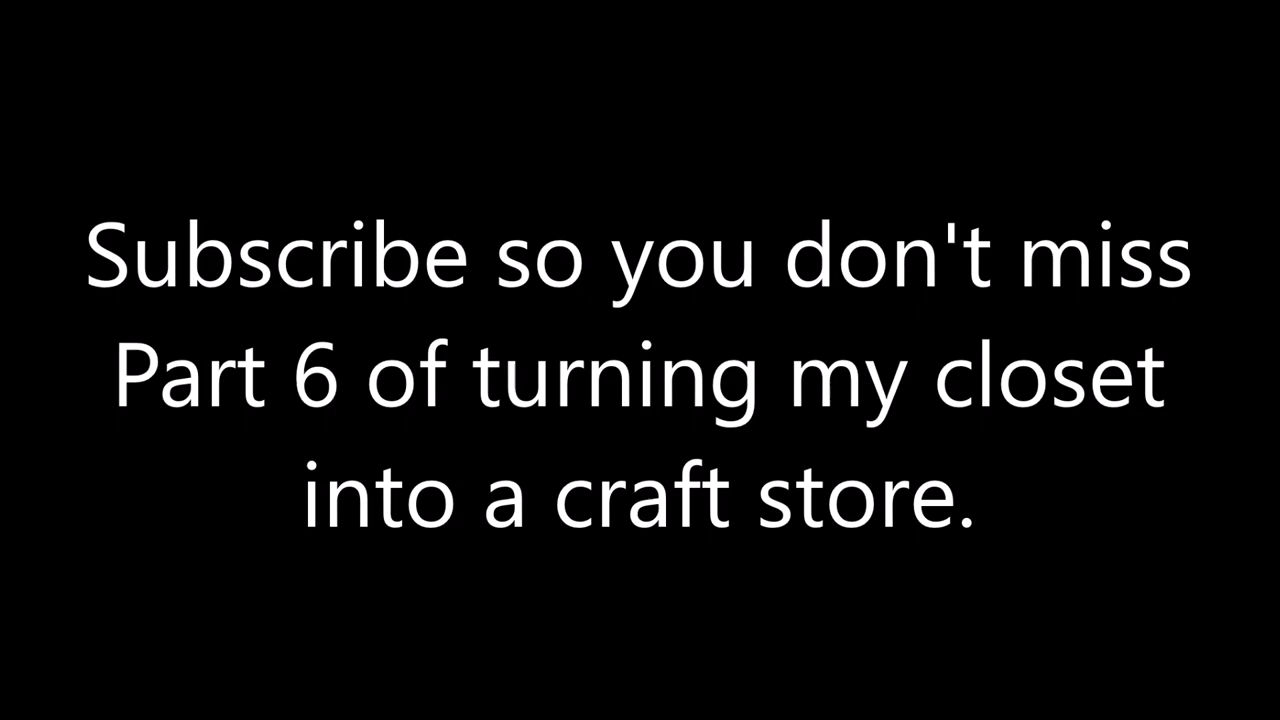 Subscribe so you don't miss
Part 6 of turning my closet
into a craft store.